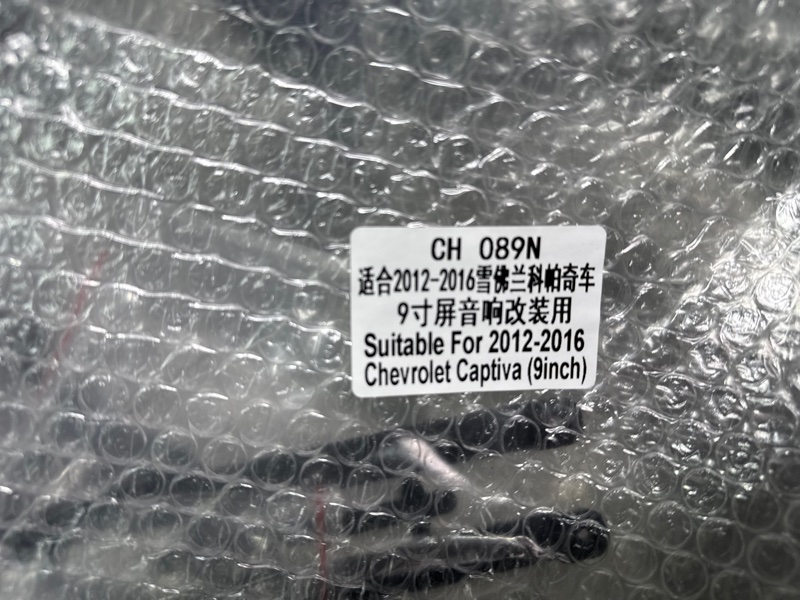 CH 089N
适合2012-2016雪佛兰科帕奇车
9寸屏音响改装用
Suitable For 2012-2016
Chevrolet Captiva (9inch)